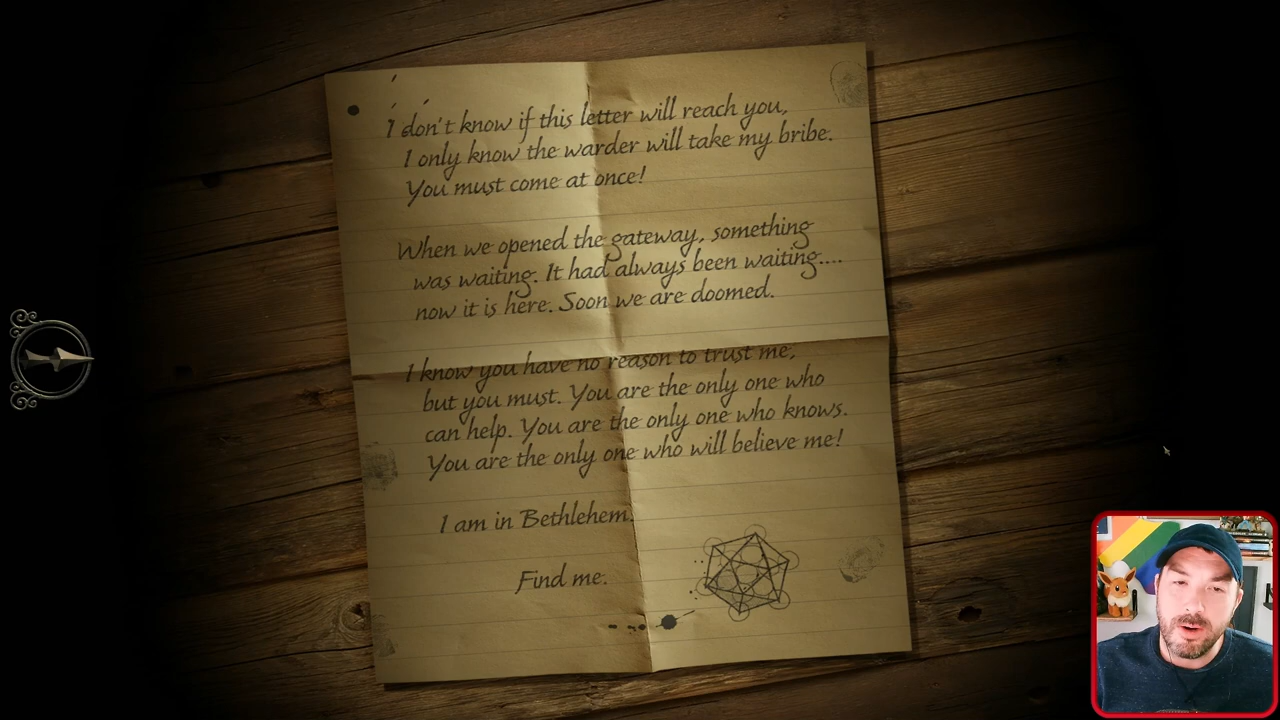 I don't know if this letter will reach you,
I only know the warder will take my bribe.
You must come at once!
When we opened the gateway, something
was waiting. It had always been waiting....
now it is here. Soon we are doomed.
I know you have no reason to trust me,
but you must. You are the only one who
can help. You are the only one who knows.
You are the only one who will believe me!
I am in Bethlehem.
Find me.